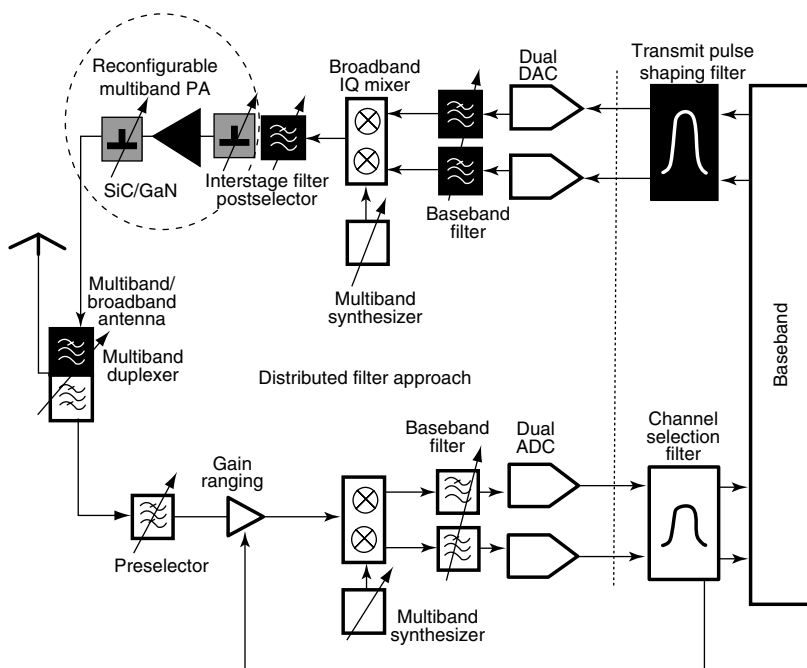 Reconfigurable
multiband PA
SiC/GaN
Interstage filter
postselector
Broadband
IQ mixer
Multiband
synthesizer
Baseband
filter
Dual
DAC
Transmit pulse
shaping filter
Baseband
Multiband/
broadband
antenna
Multiband
duplexer
Distributed filter approach
Preselector
Gain
ranging
Multiband
synthesizer
Baseband
filter
Dual
ADC
Channel
selection
filter